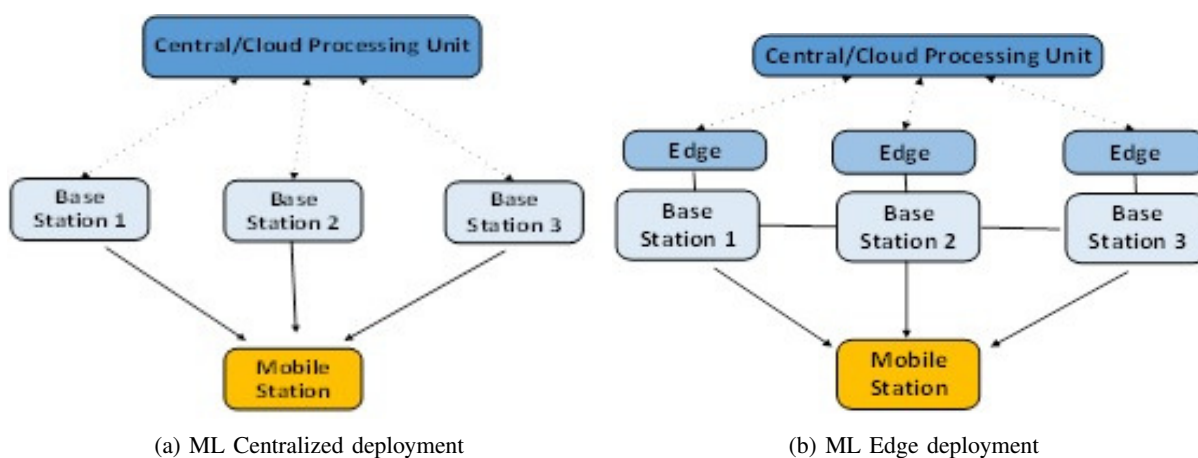 Central/Cloud Processing Unit
Base
Station 1
Base
Station 2
Base
Station 3
Mobile
Station
(a) ML Centralized deployment
Central/Cloud Processing Unit
Edge
Edge
Edge
Base
Station 1
Base
Station 2
Base
Station 3
Mobile
Station
(b) ML Edge deployment